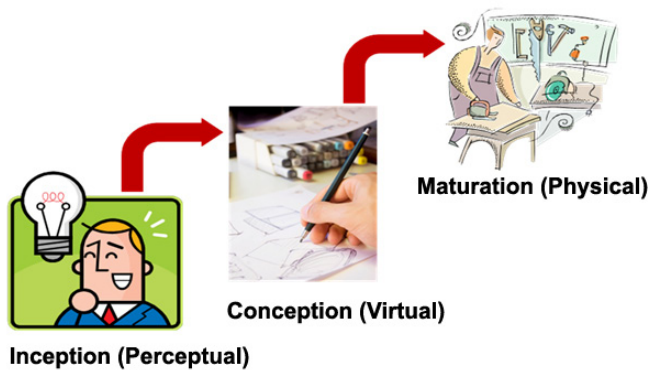 Maturation (Physical)
Conception (Virtual)
Inception (Perceptual)